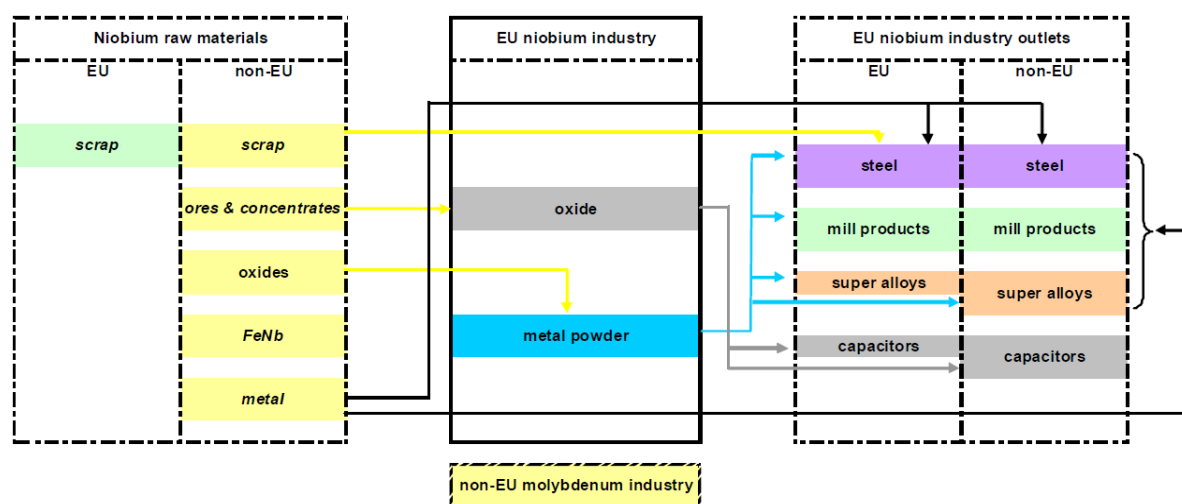 Niobium raw materials
EU niobium industry
EU niobium industry outlets
EU
non-EU
EU
non-EU
scrap
scrap
steel
steel
ores & concentrates
oxide
mill products
mill products
oxides
super alloys
super alloys
FeNb
metal powder
capacitors
capacitors
metal
non-EU molybdenum industry